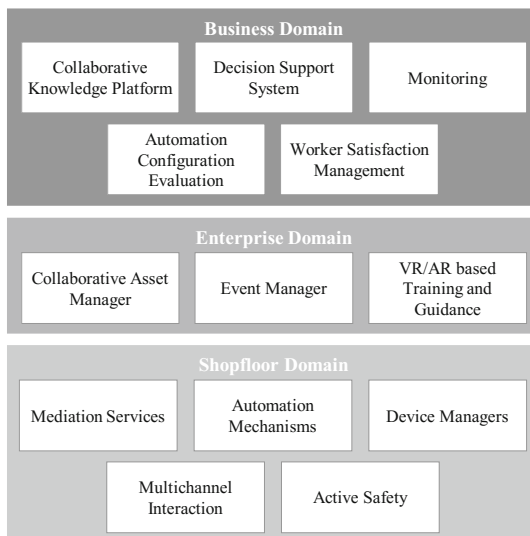 Business Domain
Collaborative
Knowledge Platform
Decision Support
System
Monitoring
Automation
Configuration
Evaluation
Worker Satisfaction
Management
Enterprise Domain
Collaborative Asset
Manager
Event Manager
VR/AR based
Training and
Guidance
Shopfloor Domain
Mediation Services
Automation
Mechanisms
Device Managers
Multichannel
Interaction
Active Safety